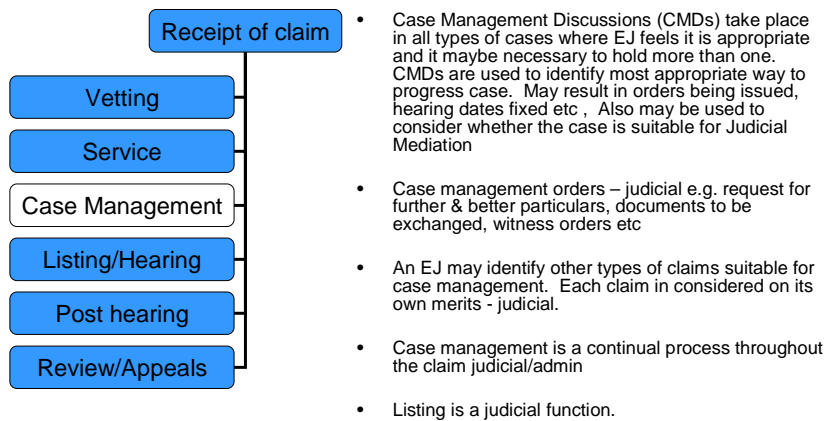 Receipt of claim
Vetting
Service
Case Management
Listing/Hearing
Post hearing
Review/Appeals
• Case Management Discussions (CMDs) take place
in all types of cases where EJ feels it is appropriate
and it maybe necessary to hold more than one.
CMDs are used to identify most appropriate way to
progress case. May result in orders being issued,
hearing dates fixed etc , Also may be used to
consider whether the case is suitable for Judicial
Mediation
• Case management orders – judicial e.g. request for
further & better particulars, documents to be
exchanged, witness orders etc
• An EJ may identify other types of claims suitable for
case management. Each claim in considered on its
own merits - judicial.
• Case management is a continual process throughout
the claim judicial/admin
• Listing is a judicial function.